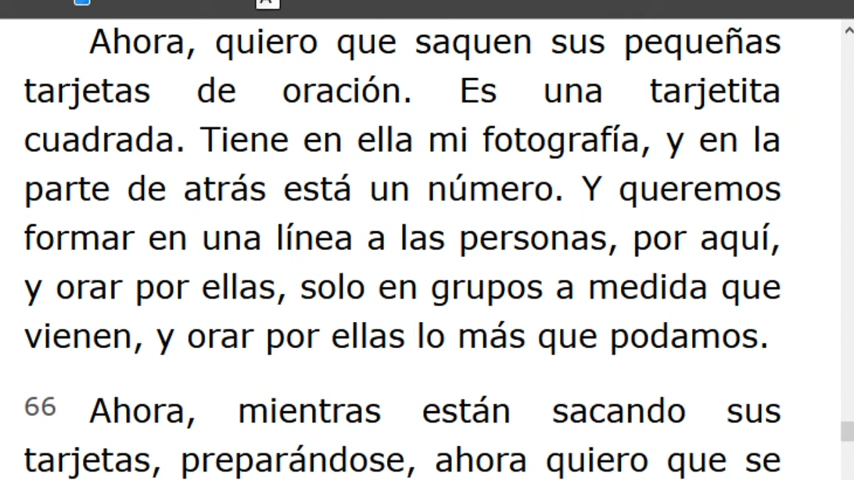 Ahora, quiero que saquen sus pequeñas
tarjetas de oración. Es una tarjetita
cuadrada. Tiene en ella mi fotografía, y en la
parte de atrás está un número. Y queremos
formar en una línea a las personas, por aquí,
y orar por ellas, solo en grupos a medida que
vienen, y orar por ellas lo más que podamos.
66 Ahora, mientras están sacando sus
tarjetas, preparándose, ahora quiero que se